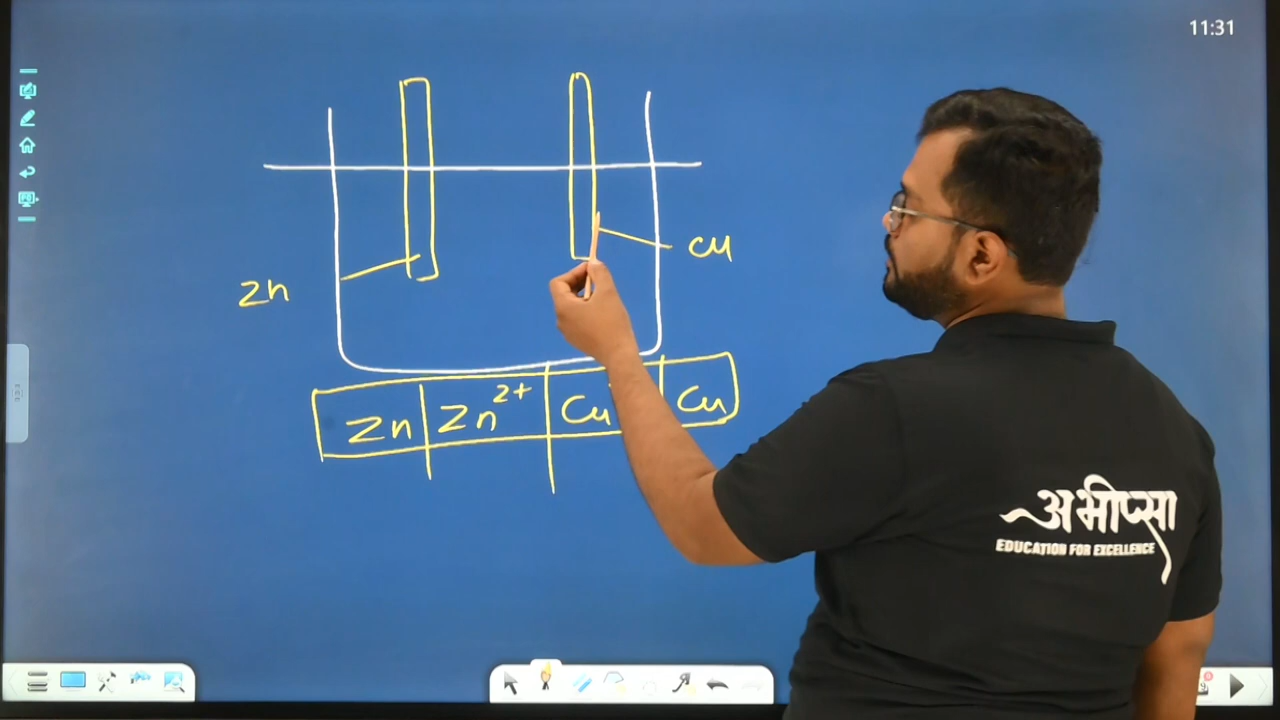 11:31
Zn
Cu
Zn Zn²⁺ Cu Cu
अभीप्सा
EDUCATION FOR EXCELLENCE